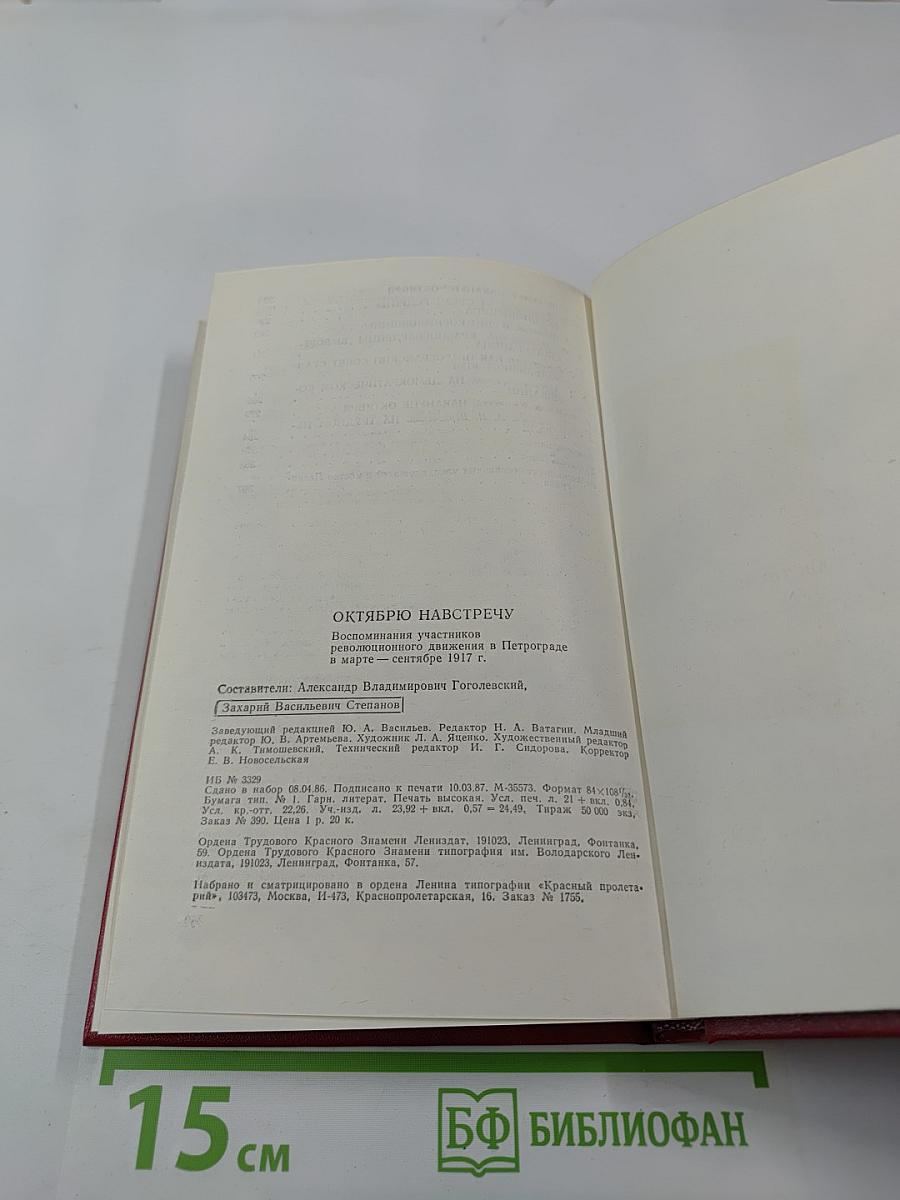 ОКТЯБРЮ НАВСТРЕЧУ
Воспоминания участников
революционного движения в Петрограде
в марте — сентябре 1917 г.
Составители: Александр Владимирович Гоголевский,
Захарий Васильевич Степанов
Заведующий редакцией Ю. А. Васильев. Редактор Н. А. Ватагин. Младший
редактор Ю. В. Артемьева. Художник Л. А. Яценко. Художественный редактор
А. К. Тимошевский. Технический редактор И. Г. Сидорова. Корректор
Е. В. Новосельская
ИБ № 3329
Сдано в набор 08.04.86. Подписано к печати 10.03.87. М-35573. Формат 84×108¹/₃₂.
Бумага тип. № 1. Гарн. литерат. Печать высокая. Усл. печ. л. 21 + вкл. 0,84.
Усл. кр.-отт. 22,26. Уч.-изд. л. 23,92 + вкл. 0,57 = 24,49. Тираж 50 000 экз.
Заказ № 390. Цена 1 р. 20 к.
Ордена Трудового Красного Знамени Лениздат, 191023, Ленинград, Фонтанка,
59. Ордена Трудового Красного Знамени типография им. Володарского Лен-
издата, 191023, Ленинград, Фонтанка, 57.
Набрано и сматрицировано в ордена Ленина типографии «Красный пролета-
рий», 103473, Москва, И-473, Краснопролетарская, 16. Заказ № 1755.
15 см
БФ БИБЛИОФАН